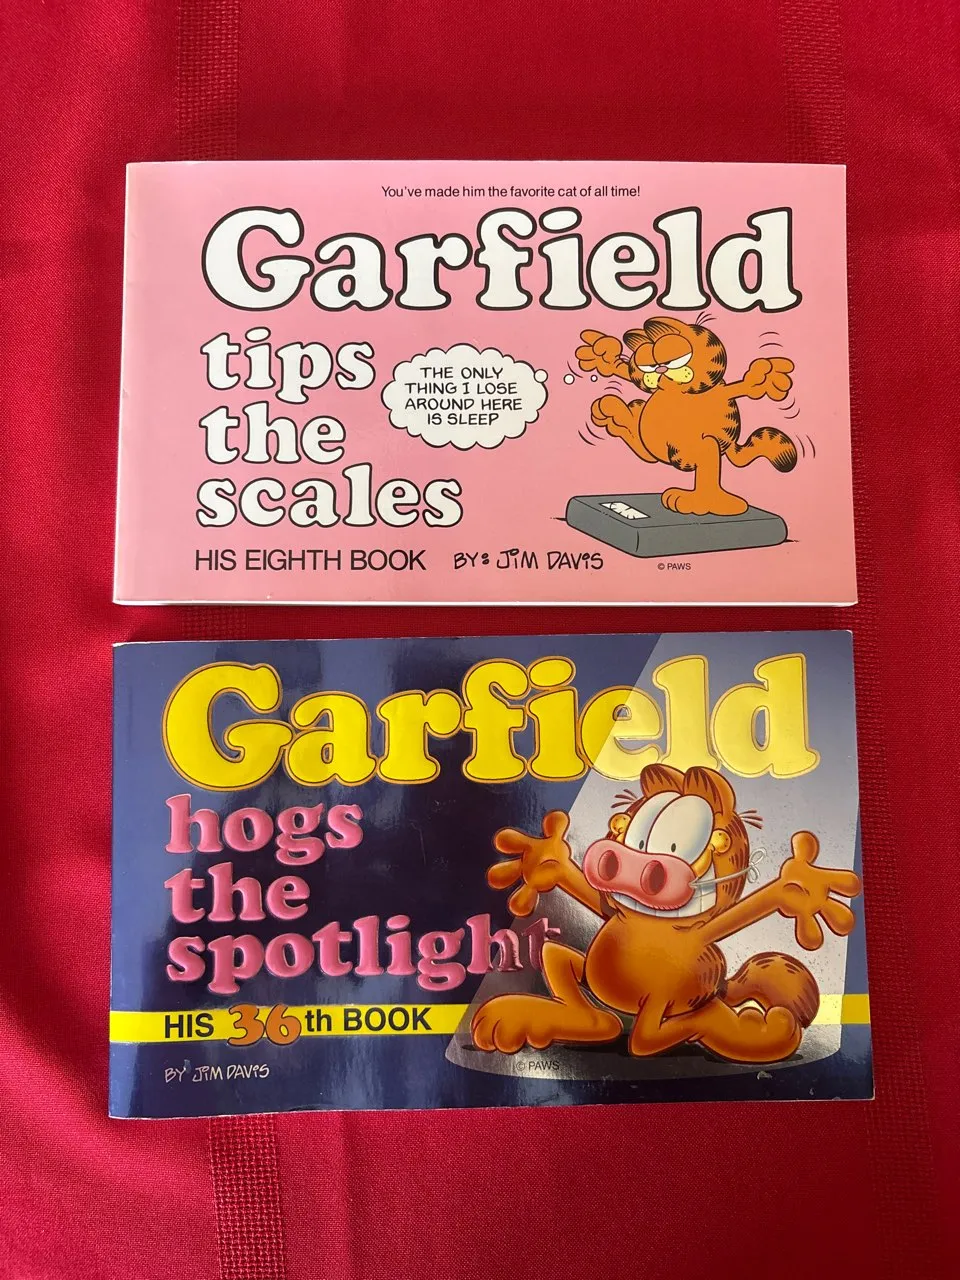 You've made him the favorite cat of all time!
Garfield
tips
the
scales
THE ONLY
THING I LOSE
AROUND HERE
IS SLEEP
HIS EIGHTH BOOK BY: JIM DAVIS
© PAWS
Garfield
hogs
the
spotlight
HIS 36th BOOK
BY JIM DAVIS
© PAWS